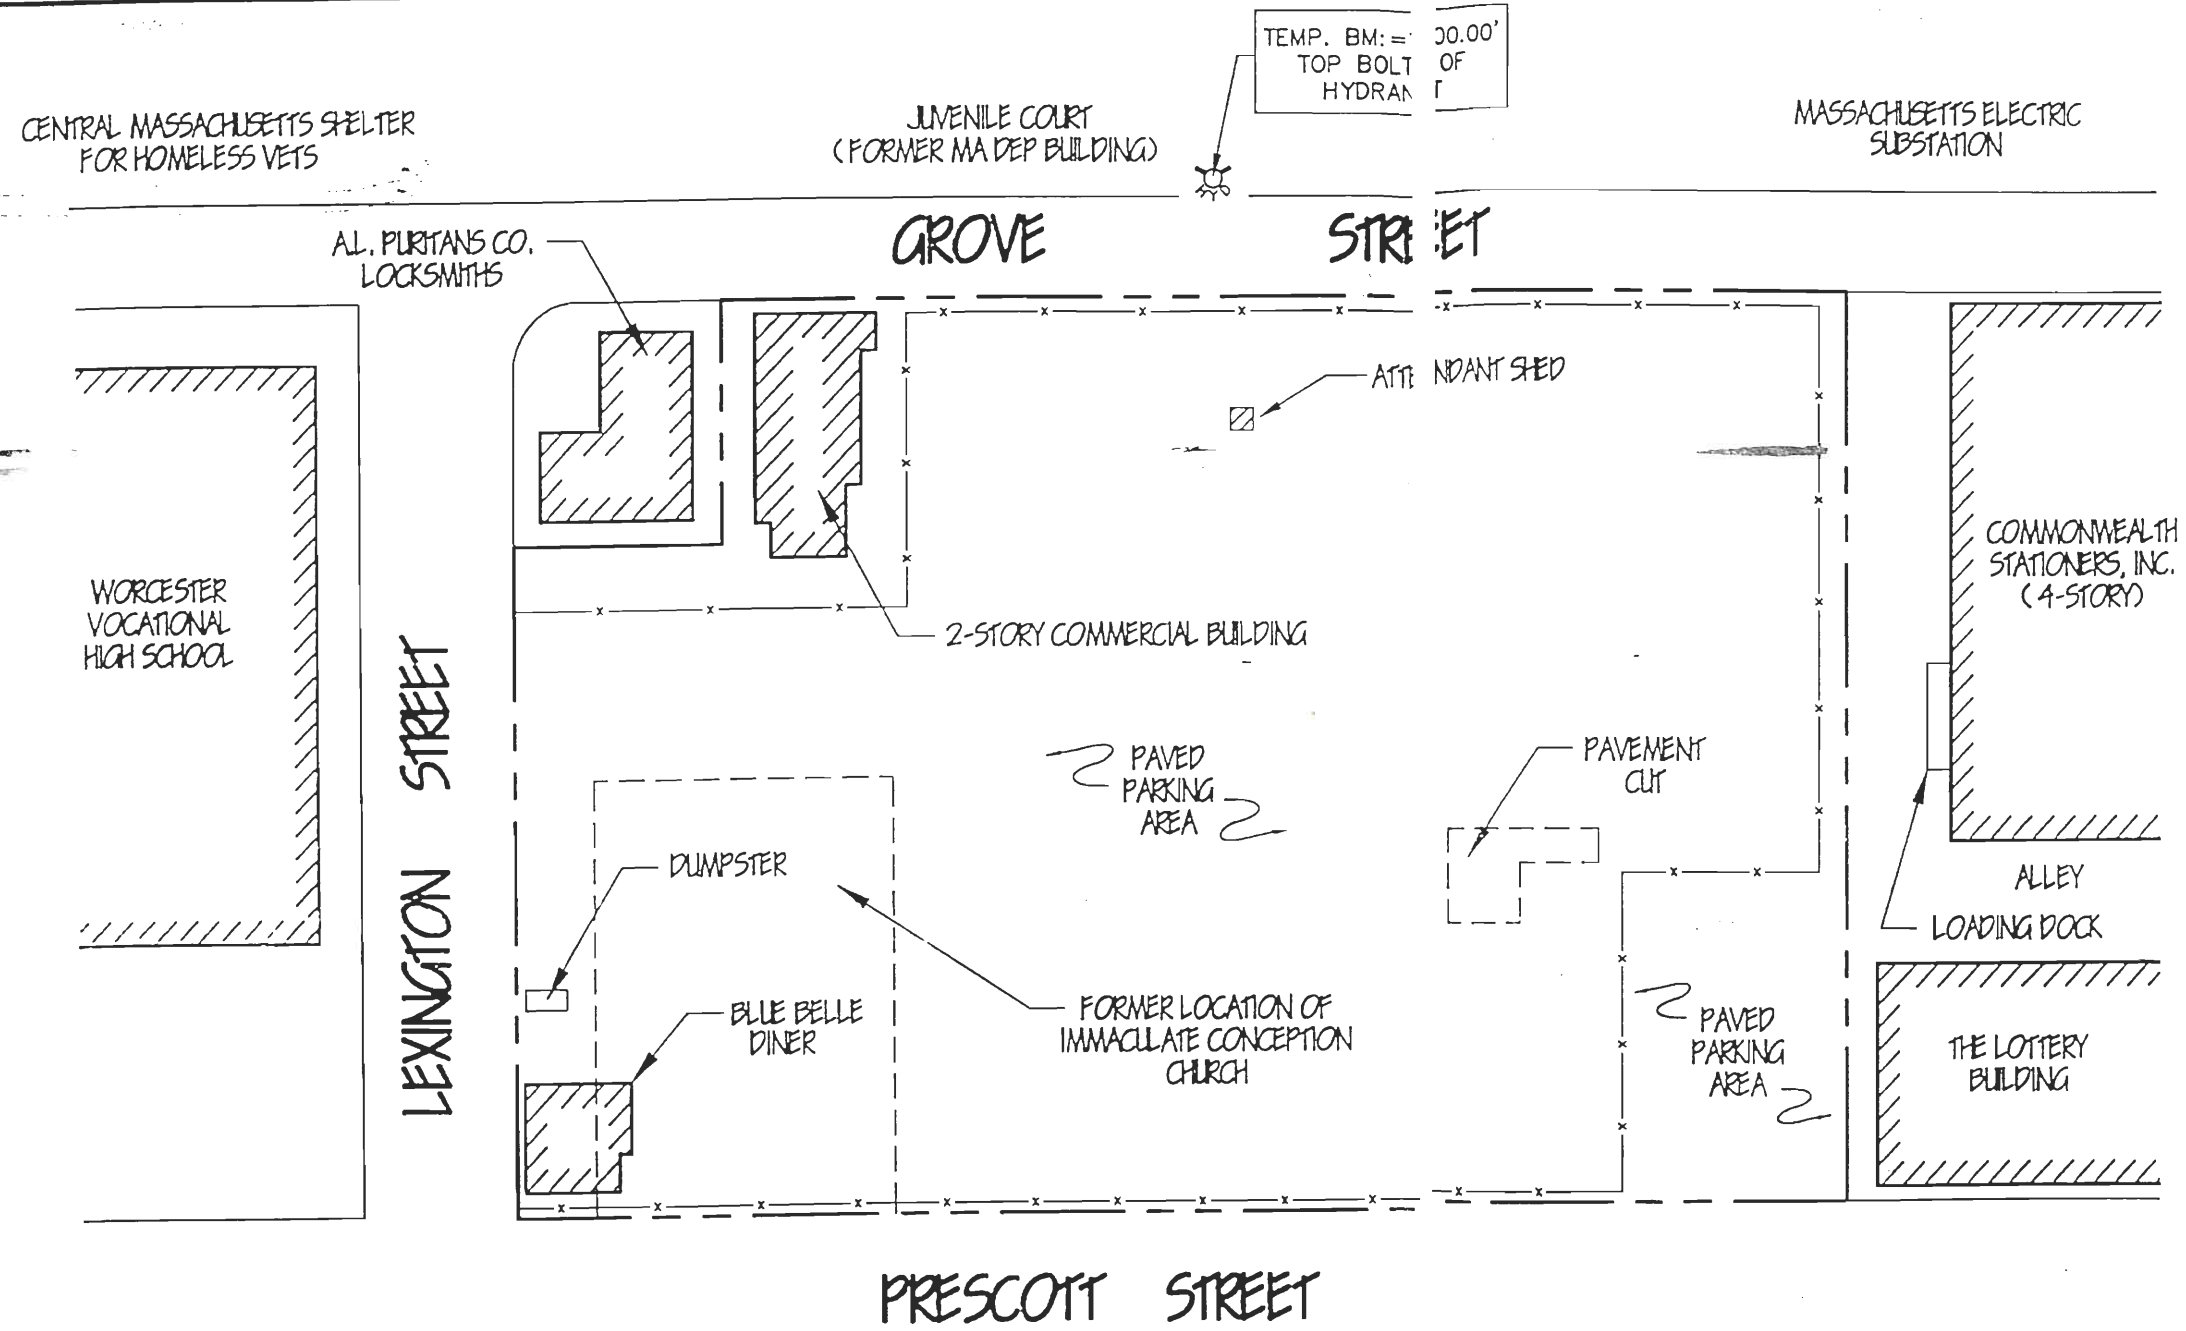 TEMP. BM:= 00.00'
TOP BOLT OF
HYDRANT
CENTRAL MASSACHUSETTS SHELTER
FOR HOMELESS VETS
JUVENILE COURT
(FORMER MA DEP BUILDING)
MASSACHUSETTS ELECTRIC
SUBSTATION
GROVE STREET
A.L. PURITANS CO.
LOCKSMITHS
ATTENDANT SHED
COMMONWEALTH
STATIONERS, INC.
(4-STORY)
WORCESTER
VOCATIONAL
HIGH SCHOOL
2-STORY COMMERCIAL BUILDING
LEXINGTON STREET
PAVED
PARKING
AREA
PAVEMENT
CUT
DUMPSTER
ALLEY
LOADING DOCK
BLUE BELLE
DINER
FORMER LOCATION OF
IMMACULATE CONCEPTION
CHURCH
PAVED
PARKING
AREA
THE LOTTERY
BUILDING
PRESCOTT STREET